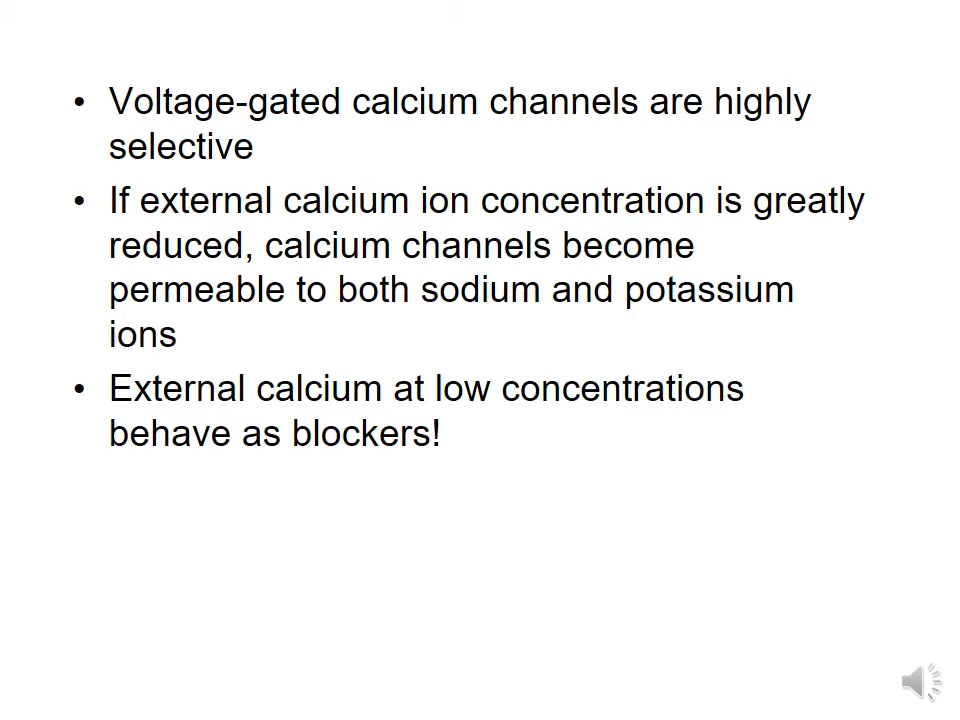 • Voltage-gated calcium channels are highly
selective
• If external calcium ion concentration is greatly
reduced, calcium channels become
permeable to both sodium and potassium
ions
• External calcium at low concentrations
behave as blockers!